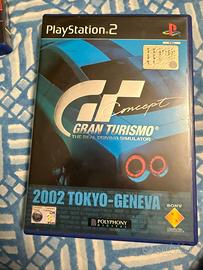 PlayStation 2
GT
Concept
GRAN TURISMO®
THE REAL DRIVING SIMULATOR
2002 TOKYO-GENEVA
POLYPHONY
SONY